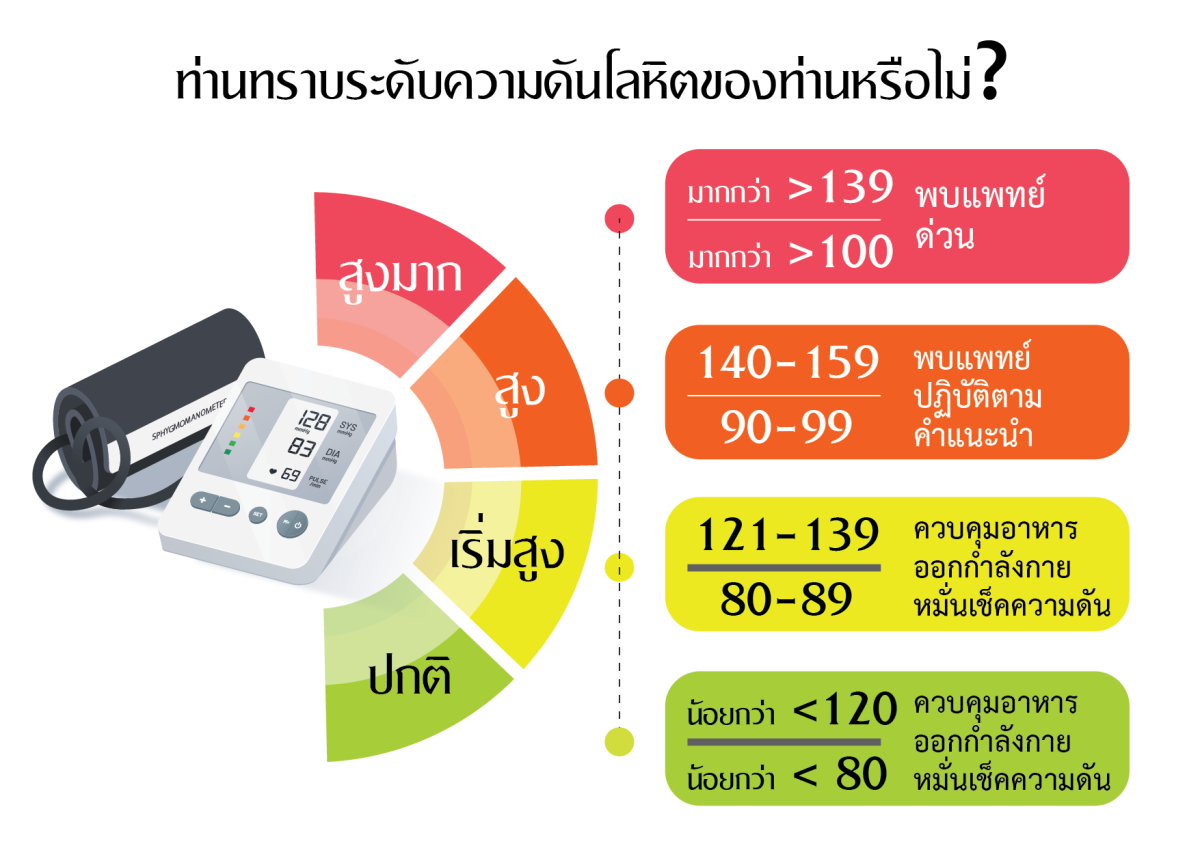 ท่านทราบระดับความดันโลหิตของท่านหรือไม่?
สูงมาก
มากกว่า >139
มากกว่า >100
พบแพทย์
ด่วน
สูง
140-159
90-99
พบแพทย์
ปฏิบัติตาม
คำแนะนำ
เริ่มสูง
121-139
80-89
ควบคุมอาหาร
ออกกำลังกาย
หมั่นเช็คความดัน
ปกติ
น้อยกว่า <120
น้อยกว่า < 80
ควบคุมอาหาร
ออกกำลังกาย
หมั่นเช็คความดัน
SPHYGMOMANOMETER
128 SYS
mmHg mmHg
83 DIA
mmHg mmHg
69 PULSE
/min
+ -
SET